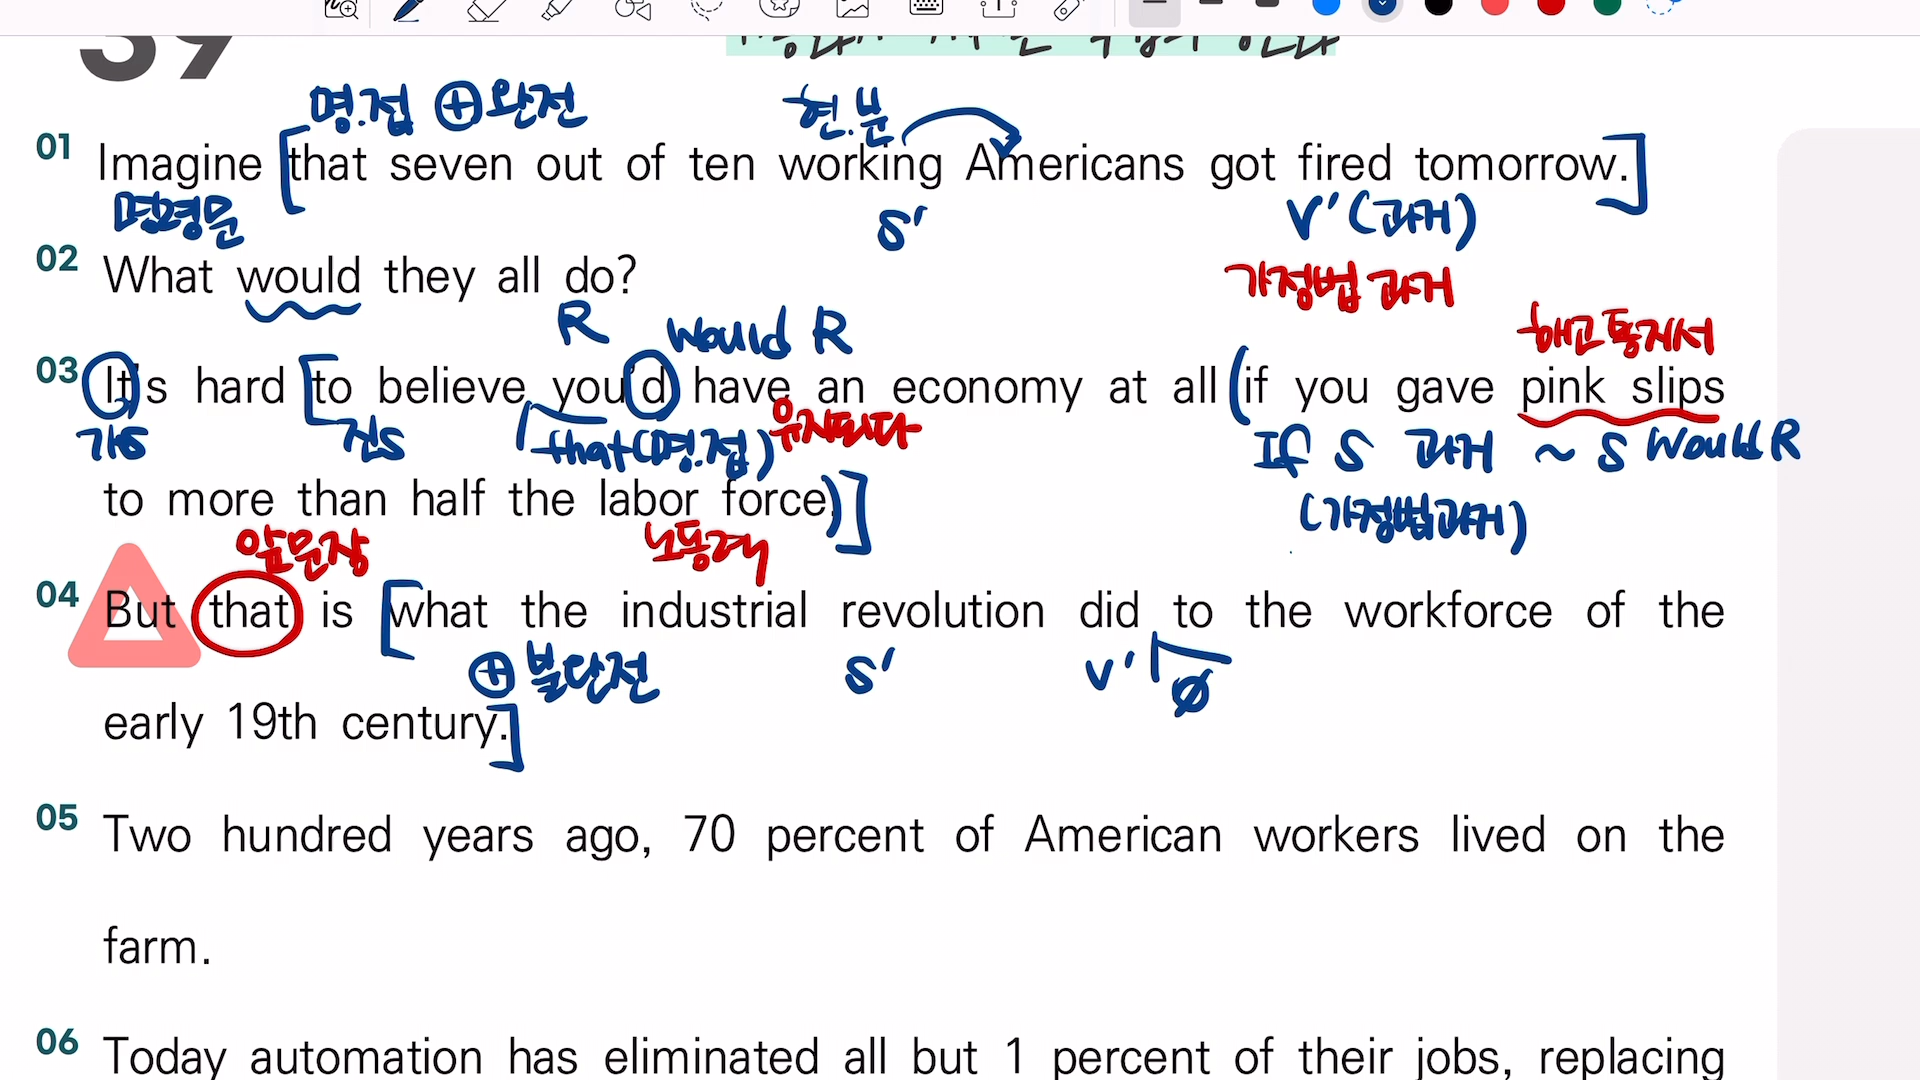 39
명.접 ⊕완전 현.분
01 Imagine [that seven out of ten working Americans got fired tomorrow.]
명령문 S' V'(과거)
02 What would they all do?
가정법 과거
R would R 해고 통지서
03 It's hard [to believe you'd have an economy at all (if you gave pink slips
가S 진S that(명.접) 유지되다 If S 과거 ~ S would R
to more than half the labor force.)]
(가정법과거)
앞문장 노동력
04 But that is [what the industrial revolution did to the workforce of the
⊕ 불완전 S' V' ∅
early 19th century.]
05 Two hundred years ago, 70 percent of American workers lived on the
farm.
06 Today automation has eliminated all but 1 percent of their jobs, replacing